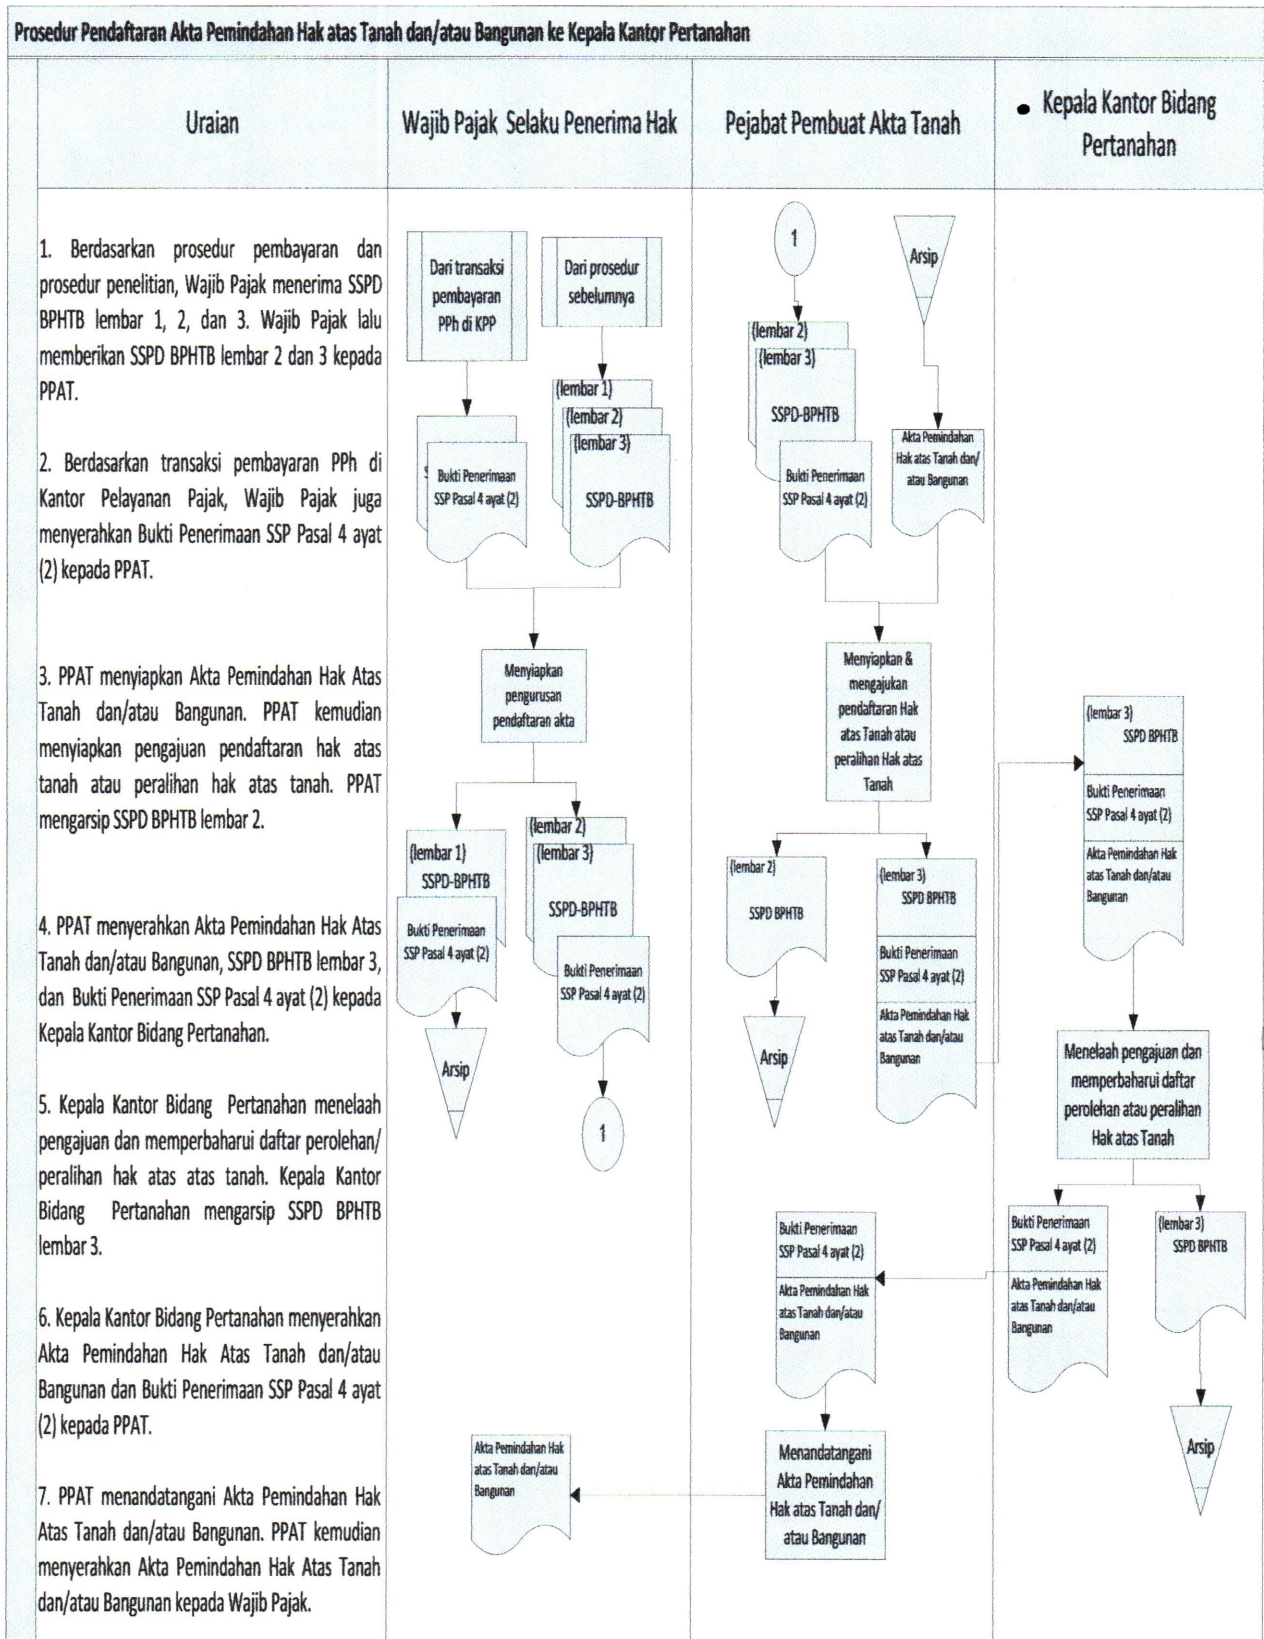 Prosedur Pendaftaran Akta Pemindahan Hak atas Tanah dan/atau Bangunan ke Kepala Kantor Pertanahan
Uraian
Wajib Pajak Selaku Penerima Hak
Pejabat Pembuat Akta Tanah
• Kepala Kantor Bidang
Pertanahan
1. Berdasarkan prosedur pembayaran dan
prosedur penelitian, Wajib Pajak menerima SSPD
BPHTB lembar 1, 2, dan 3. Wajib Pajak lalu
memberikan SSPD BPHTB lembar 2 dan 3 kepada
PPAT.
2. Berdasarkan transaksi pembayaran PPh di
Kantor Pelayanan Pajak, Wajib Pajak juga
menyerahkan Bukti Penerimaan SSP Pasal 4 ayat
(2) kepada PPAT.
3. PPAT menyiapkan Akta Pemindahan Hak Atas
Tanah dan/atau Bangunan. PPAT kemudian
menyiapkan pengajuan pendaftaran hak atas
tanah atau peralihan hak atas tanah. PPAT
mengarsip SSPD BPHTB lembar 2.
4. PPAT menyerahkan Akta Pemindahan Hak Atas
Tanah dan/atau Bangunan, SSPD BPHTB lembar 3,
dan Bukti Penerimaan SSP Pasal 4 ayat (2) kepada
Kepala Kantor Bidang Pertanahan.
5. Kepala Kantor Bidang Pertanahan menelaah
pengajuan dan memperbaharui daftar perolehan/
peralihan hak atas atas tanah. Kepala Kantor
Bidang Pertanahan mengarsip SSPD BPHTB
lembar 3.
6. Kepala Kantor Bidang Pertanahan menyerahkan
Akta Pemindahan Hak Atas Tanah dan/atau
Bangunan dan Bukti Penerimaan SSP Pasal 4 ayat
(2) kepada PPAT.
7. PPAT menandatangani Akta Pemindahan Hak
Atas Tanah dan/atau Bangunan. PPAT kemudian
menyerahkan Akta Pemindahan Hak Atas Tanah
dan/atau Bangunan kepada Wajib Pajak.
Dari transaksi
pembayaran
PPh di KPP
Dari prosedur
sebelumnya
Bukti Penerimaan
SSP Pasal 4 ayat (2)
(lembar 1)
(lembar 2)
(lembar 3)
SSPD-BPHTB
Menyiapkan
pengurusan
pendaftaran akta
(lembar 1)
SSPD-BPHTB
Bukti Penerimaan
SSP Pasal 4 ayat (2)
Arsip
(lembar 2)
(lembar 3)
SSPD-BPHTB
Bukti Penerimaan
SSP Pasal 4 ayat (2)
1
Akta Pemindahan Hak
atas Tanah dan/atau
Bangunan
1
(lembar 2)
(lembar 3)
SSPD-BPHTB
Bukti Penerimaan
SSP Pasal 4 ayat (2)
Arsip
Akta Pemindahan
Hak atas Tanah dan/
atau Bangunan
Menyiapkan &
mengajukan
pendaftaran Hak
atas Tanah atau
peralihan Hak atas
Tanah
(lembar 2)
SSPD BPHTB
Arsip
(lembar 3)
SSPD BPHTB
Bukti Penerimaan
SSP Pasal 4 ayat (2)
Akta Pemindahan Hak
atas Tanah dan/atau
Bangunan
Bukti Penerimaan
SSP Pasal 4 ayat (2)
Akta Pemindahan Hak
atas Tanah dan/atau
Bangunan
Menandatangani
Akta Pemindahan
Hak atas Tanah dan/
atau Bangunan
(lembar 3)
SSPD BPHTB
Bukti Penerimaan
SSP Pasal 4 ayat (2)
Akta Pemindahan Hak
atas Tanah dan/atau
Bangunan
Menelaah pengajuan dan
memperbaharui daftar
perolehan atau peralihan
Hak atas Tanah
Bukti Penerimaan
SSP Pasal 4 ayat (2)
Akta Pemindahan Hak
atas Tanah dan/atau
Bangunan
(lembar 3)
SSPD BPHTB
Arsip